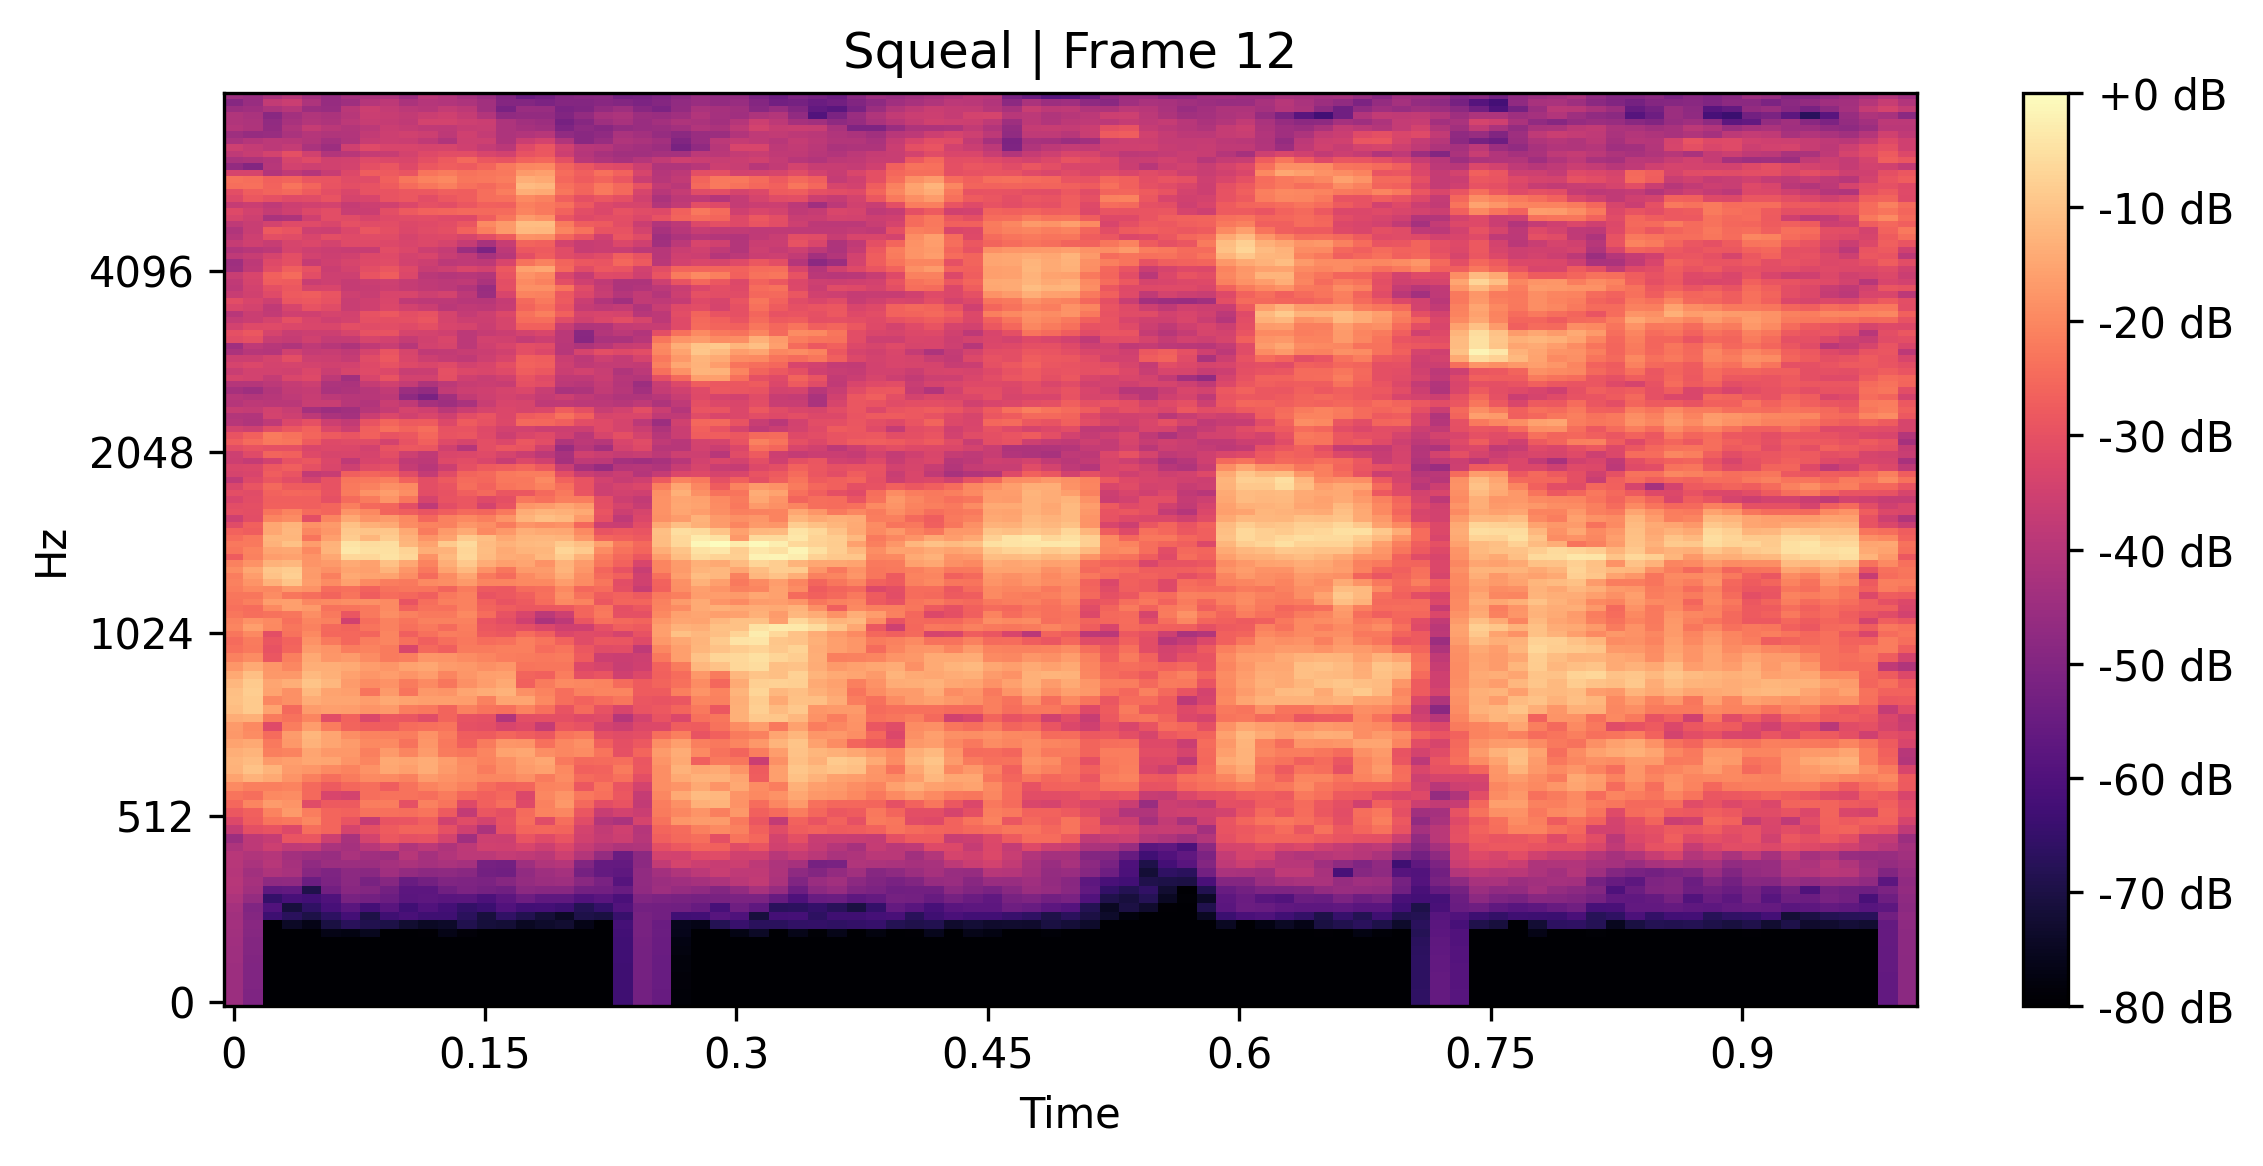 Squeal | Frame 12
+0 dB
-10 dB
-20 dB
-30 dB
-40 dB
-50 dB
-60 dB
-70 dB
-80 dB
Hz
4096
2048
1024
512
0
0 0.15 0.3 0.45 0.6 0.75 0.9
Time